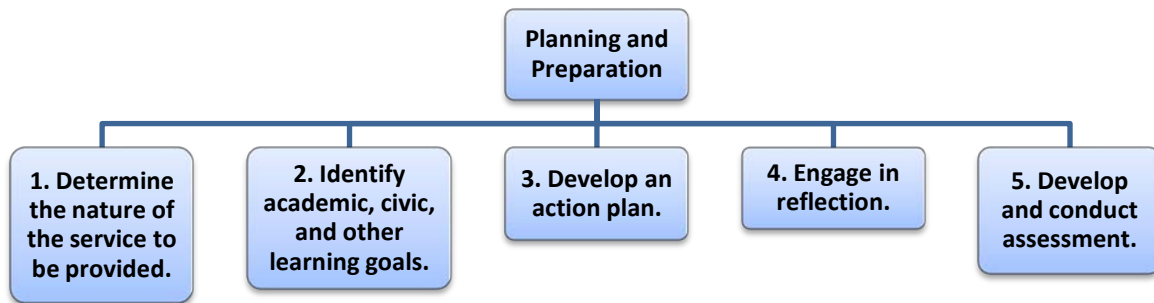 Planning and
Preparation
1. Determine
the nature of
the service to
be provided.
2. Identify
academic, civic,
and other
learning goals.
3. Develop an
action plan.
4. Engage in
reflection.
5. Develop
and conduct
assessment.